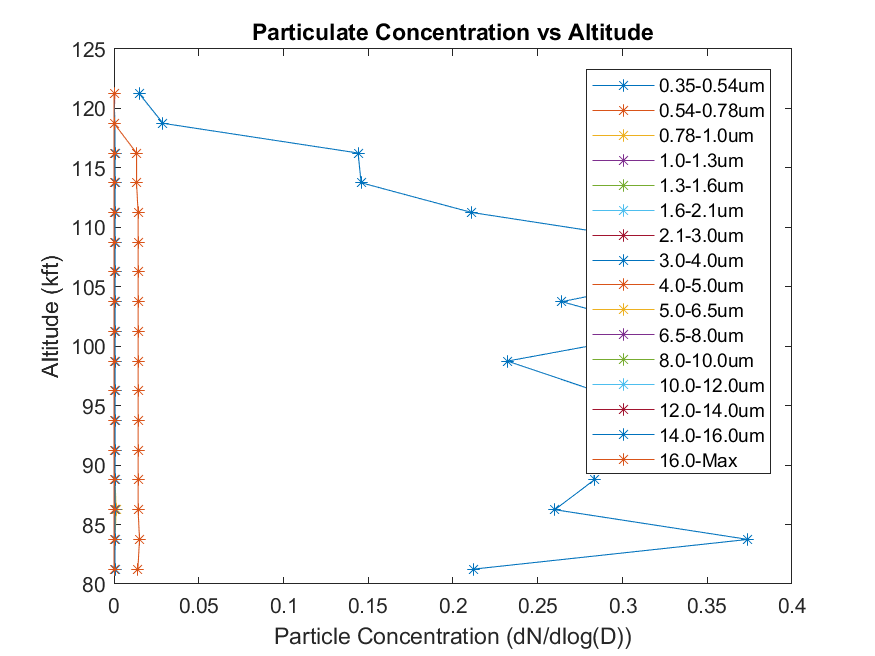 Particulate Concentration vs Altitude
125
120
115
110
105
100
95
90
85
80
Altitude (kft)
0.35-0.54um
0.54-0.78um
0.78-1.0um
1.0-1.3um
1.3-1.6um
1.6-2.1um
2.1-3.0um
3.0-4.0um
4.0-5.0um
5.0-6.5um
6.5-8.0um
8.0-10.0um
10.0-12.0um
12.0-14.0um
14.0-16.0um
16.0-Max
0 0.05 0.1 0.15 0.2 0.25 0.3 0.35 0.4
Particle Concentration (dN/dlog(D))